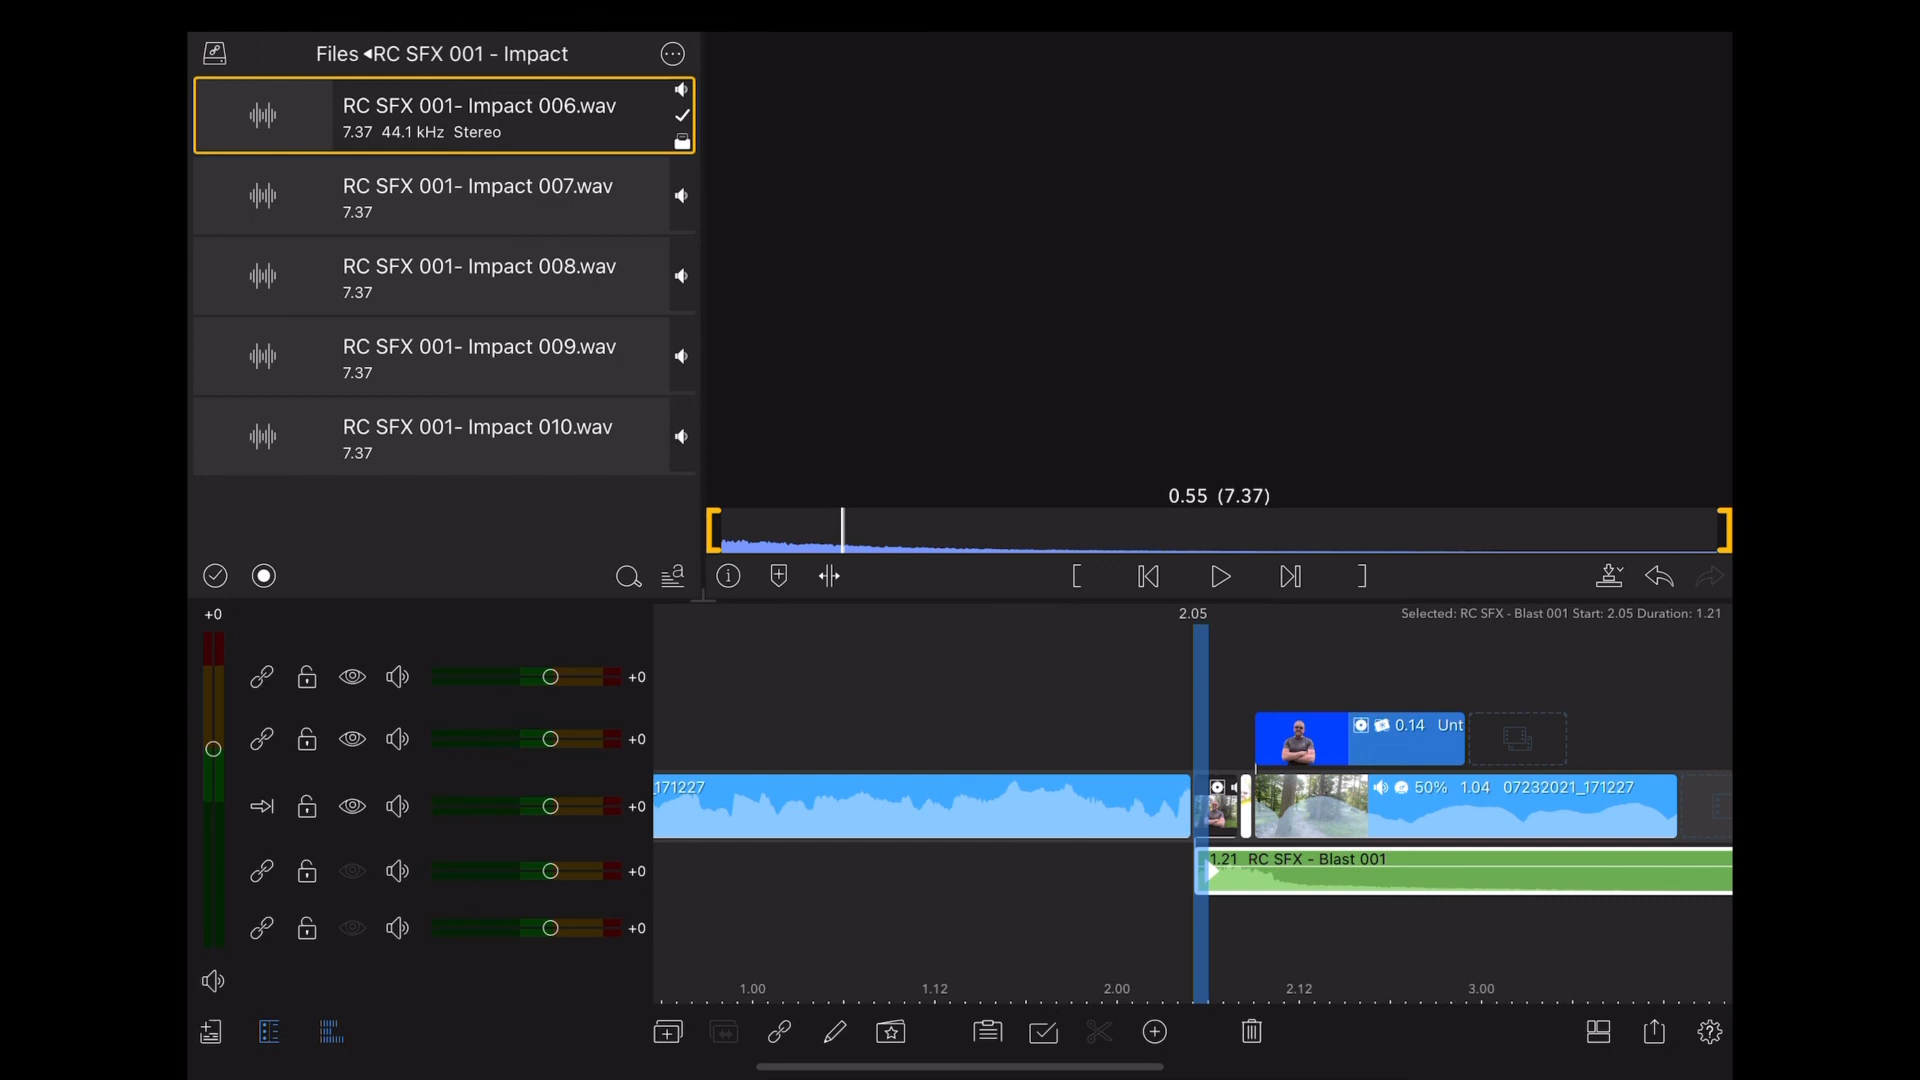 Files ◂RC SFX 001 - Impact
RC SFX 001- Impact 006.wav
7.37 44.1 kHz Stereo
RC SFX 001- Impact 007.wav
7.37
RC SFX 001- Impact 008.wav
7.37
RC SFX 001- Impact 009.wav
7.37
RC SFX 001- Impact 010.wav
7.37
0.55 (7.37)
+0
2.05
Selected: RC SFX - Blast 001 Start: 2.05 Duration: 1.21
+0
+0
0.14 Unt
+0
171227
50% 1.04 07232021_171227
+0
1.21 RC SFX - Blast 001
+0
1.00
1.12
2.00
2.12
3.00